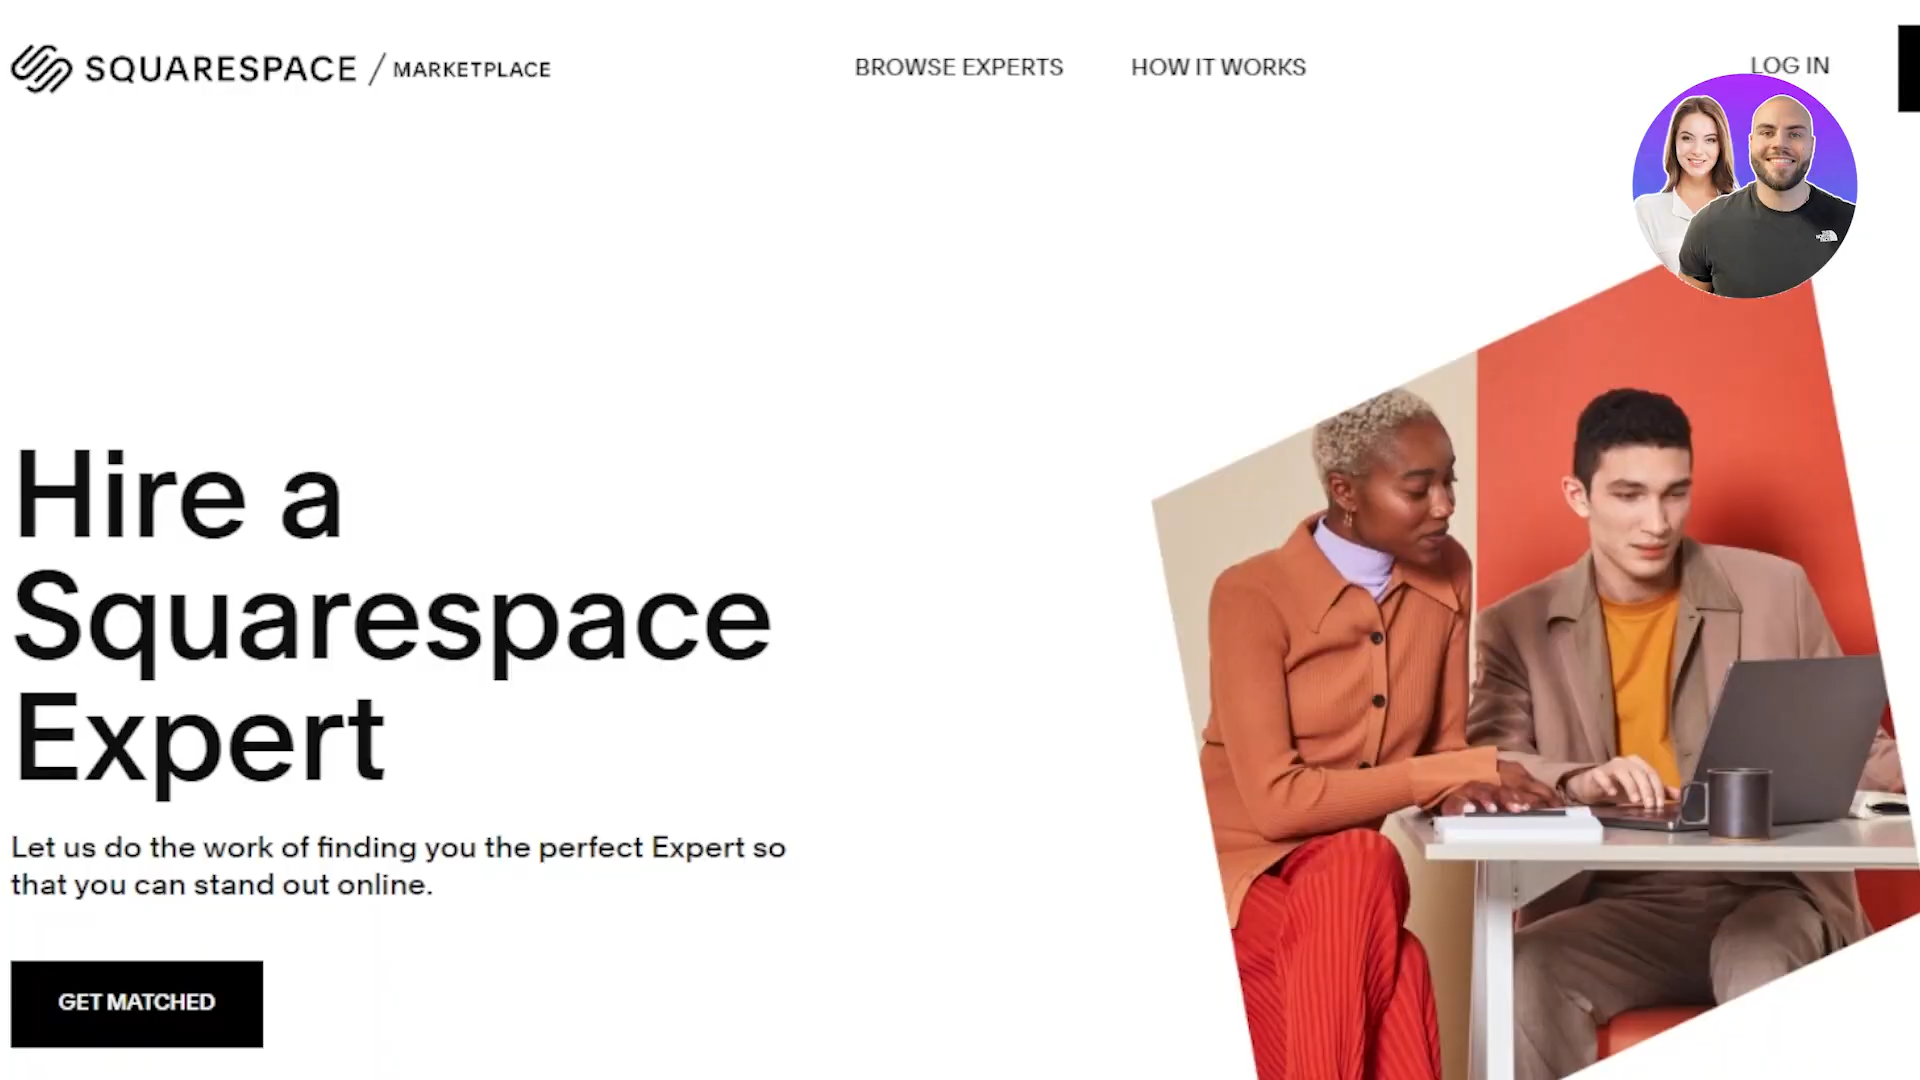 SQUARESPACE / MARKETPLACE
BROWSE EXPERTS
HOW IT WORKS
LOG IN
Hire a
Squarespace
Expert
Let us do the work of finding you the perfect Expert so
that you can stand out online.
GET MATCHED